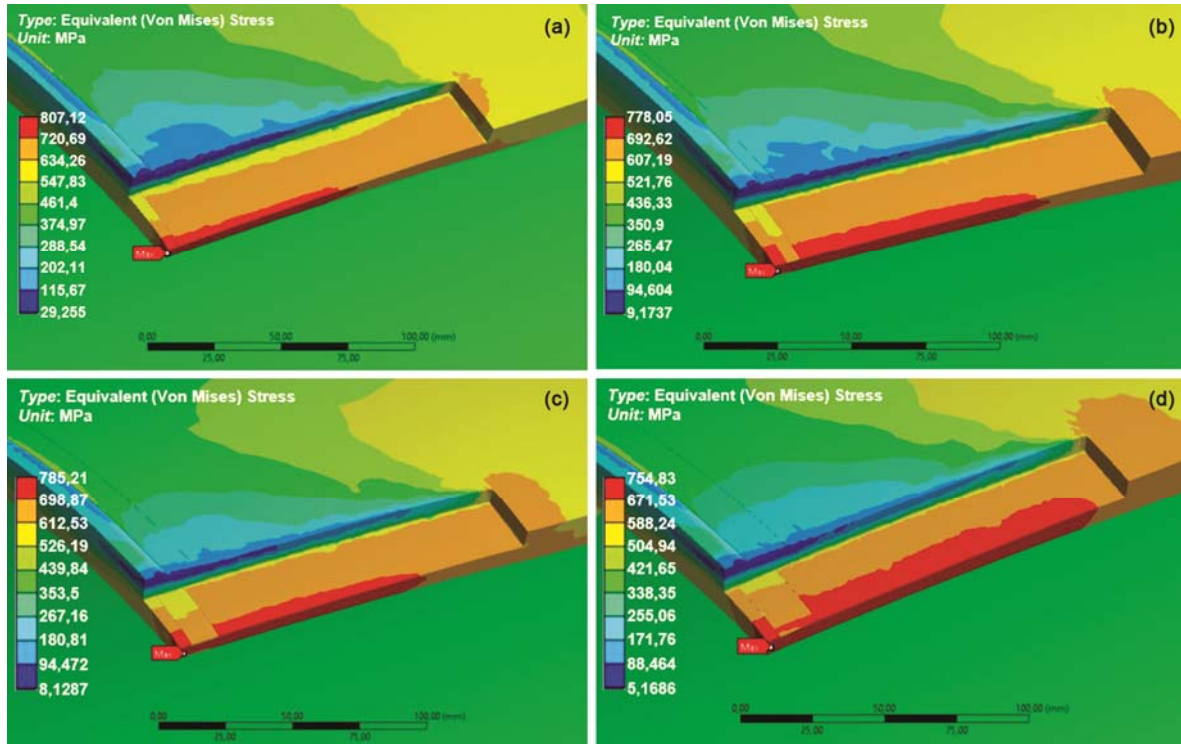 Type: Equivalent (Von Mises) Stress
Unit: MPa
(a)
807,12
720,69
634,26
547,83
461,4
374,97
288,54
202,11
115,67
29,255
Max
0,00 50,00 100,00 (mm)
25,00 75,00
Type: Equivalent (Von Mises) Stress
Unit: MPa
(b)
778,05
692,62
607,19
521,76
436,33
350,9
265,47
180,04
94,604
9,1737
Max
0,00 50,00 100,00 (mm)
25,00 75,00
Type: Equivalent (Von Mises) Stress
Unit: MPa
(c)
785,21
698,87
612,53
526,19
439,84
353,5
267,16
180,81
94,472
8,1287
Max
0,00 50,00 100,00 (mm)
25,00 75,00
Type: Equivalent (Von Mises) Stress
Unit: MPa
(d)
754,83
671,53
588,24
504,94
421,65
338,35
255,06
171,76
88,464
5,1686
Max
0,00 50,00 100,00 (mm)
25,00 75,00